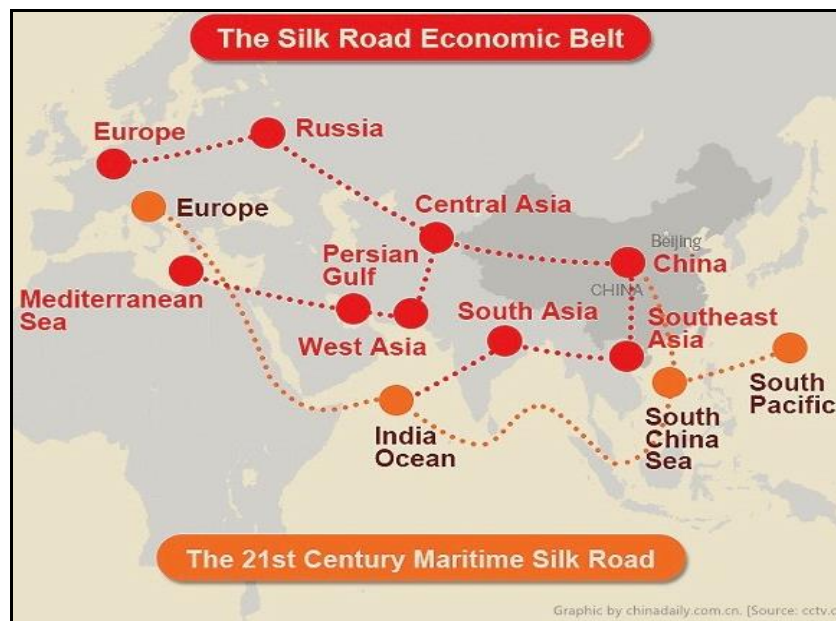 The Silk Road Economic Belt
Europe
Russia
Europe
Central Asia
Beijing
China
CHINA
Persian
Gulf
Mediterranean
Sea
West Asia
South Asia
Southeast
Asia
India
Ocean
South
China
Sea
South
Pacific
The 21st Century Maritime Silk Road
Graphic by chinadaily.com.cn. [Source: cctv.c